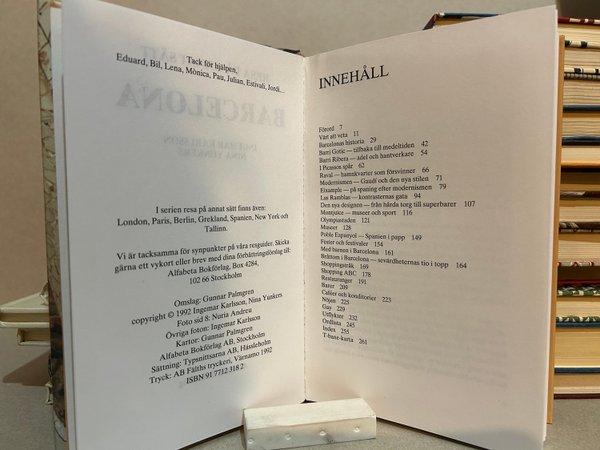 Tack för hjälpen,
Eduard, Bil, Lena, Mònica, Pau, Julian, Estivali, Jordi...
BARCELONA
INGEMAR KARLSSON
NINA YUNKERS
I serien resa på annat sätt finns även:
London, Paris, Berlin, Grekland, Spanien, New York och
Tallinn.
Vi är tacksamma för synpunkter på våra resguider. Skicka
gärna ett vykort eller brev med dina förbättringsförslag till:
Alfabeta Bokförlag, Box 4284,
102 66 Stockholm
Omslag: Gunnar Palmgren
copyright © 1992 Ingemar Karlsson, Nina Yunkers
Foto sid 8: Nuria Andreu
Övriga foton: Ingemar Karlsson
Kartor: Gunnar Palmgren
Alfabeta Bokförlag AB, Stockholm
Sättning: Typsnittsarna AB, Hässleholm
Tryck: AB Fälths tryckeri, Värnamo 1992
ISBN 91 7712 318 2
INNEHÅLL
Förord 7
Värt att veta 11
Barcelonas historia 29
Barri Gotic — tillbaka till medeltiden 42
Barri Ribera — adel och hantverkare 54
I Picassos spår 62
Raval — hamnkvarter som försvinner 66
Modernismen — Gaudí och den nya stilen 71
Eixample — på spaning efter modernismen 79
Las Ramblas — kontrasternas gata 94
Den nya designen — från hårda torg till superbarer 107
Montjuïc — museer och sport 116
Olympiastaden 121
Museer 128
Poble Espanyol — Spanien i papp 149
Fester och festivaler 154
Med barnen i Barcelona 161
Bråttom i Barcelona — sevärdheternas tio i topp 164
Shoppingstråk 169
Shopping ABC 178
Restauranger 191
Barer 209
Caféer och konditorier 223
Nöjen 225
Gay 229
Utflykter 232
Ordlista 245
Index 255
T-bane-karta 261